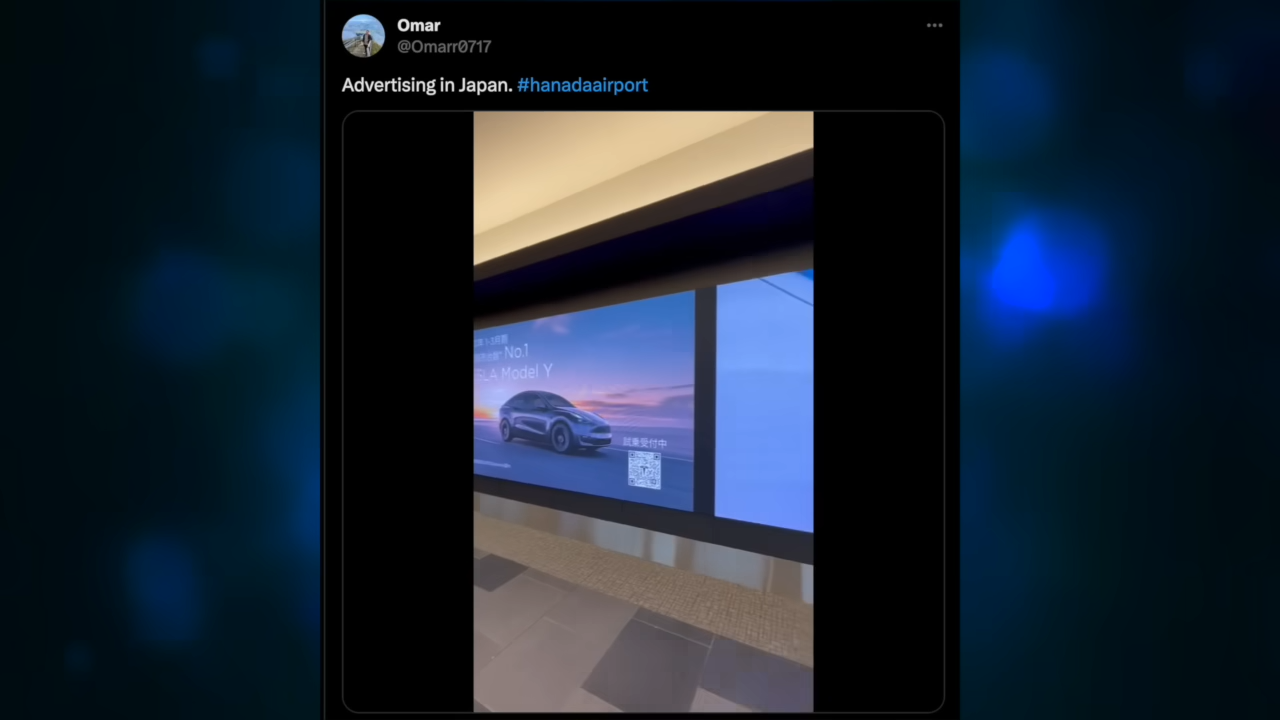 Omar
@Omarr0717
Advertising in Japan. #hanadaairport
No.1
Model Y
試乗受付中